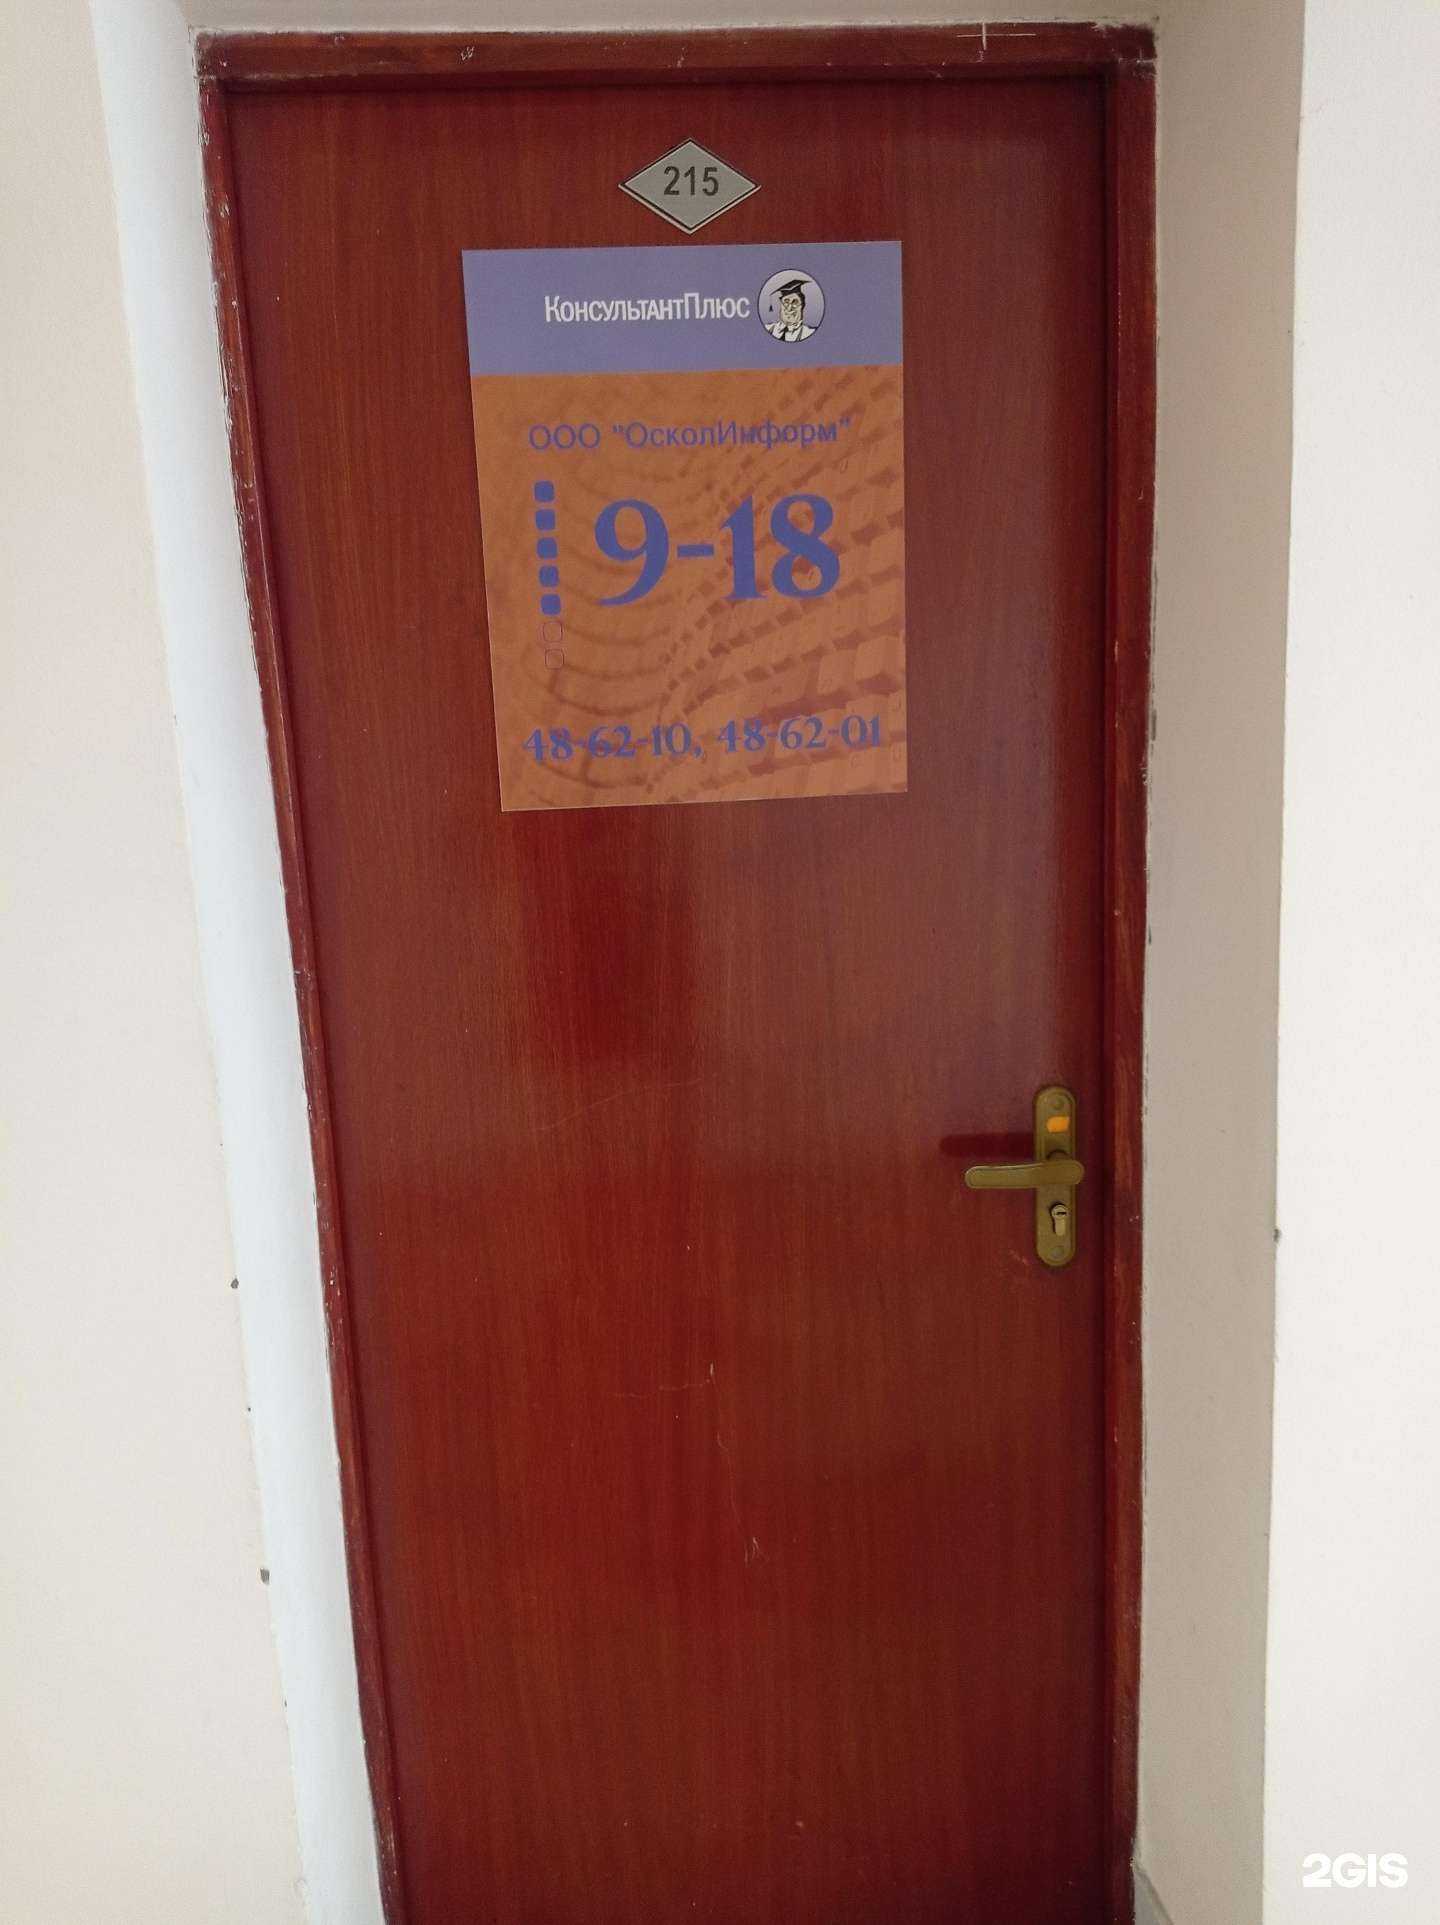 215
КонсультантПлюс
ООО "ОсколИнформ"
9-18
48-62-10, 48-62-01
2GIS